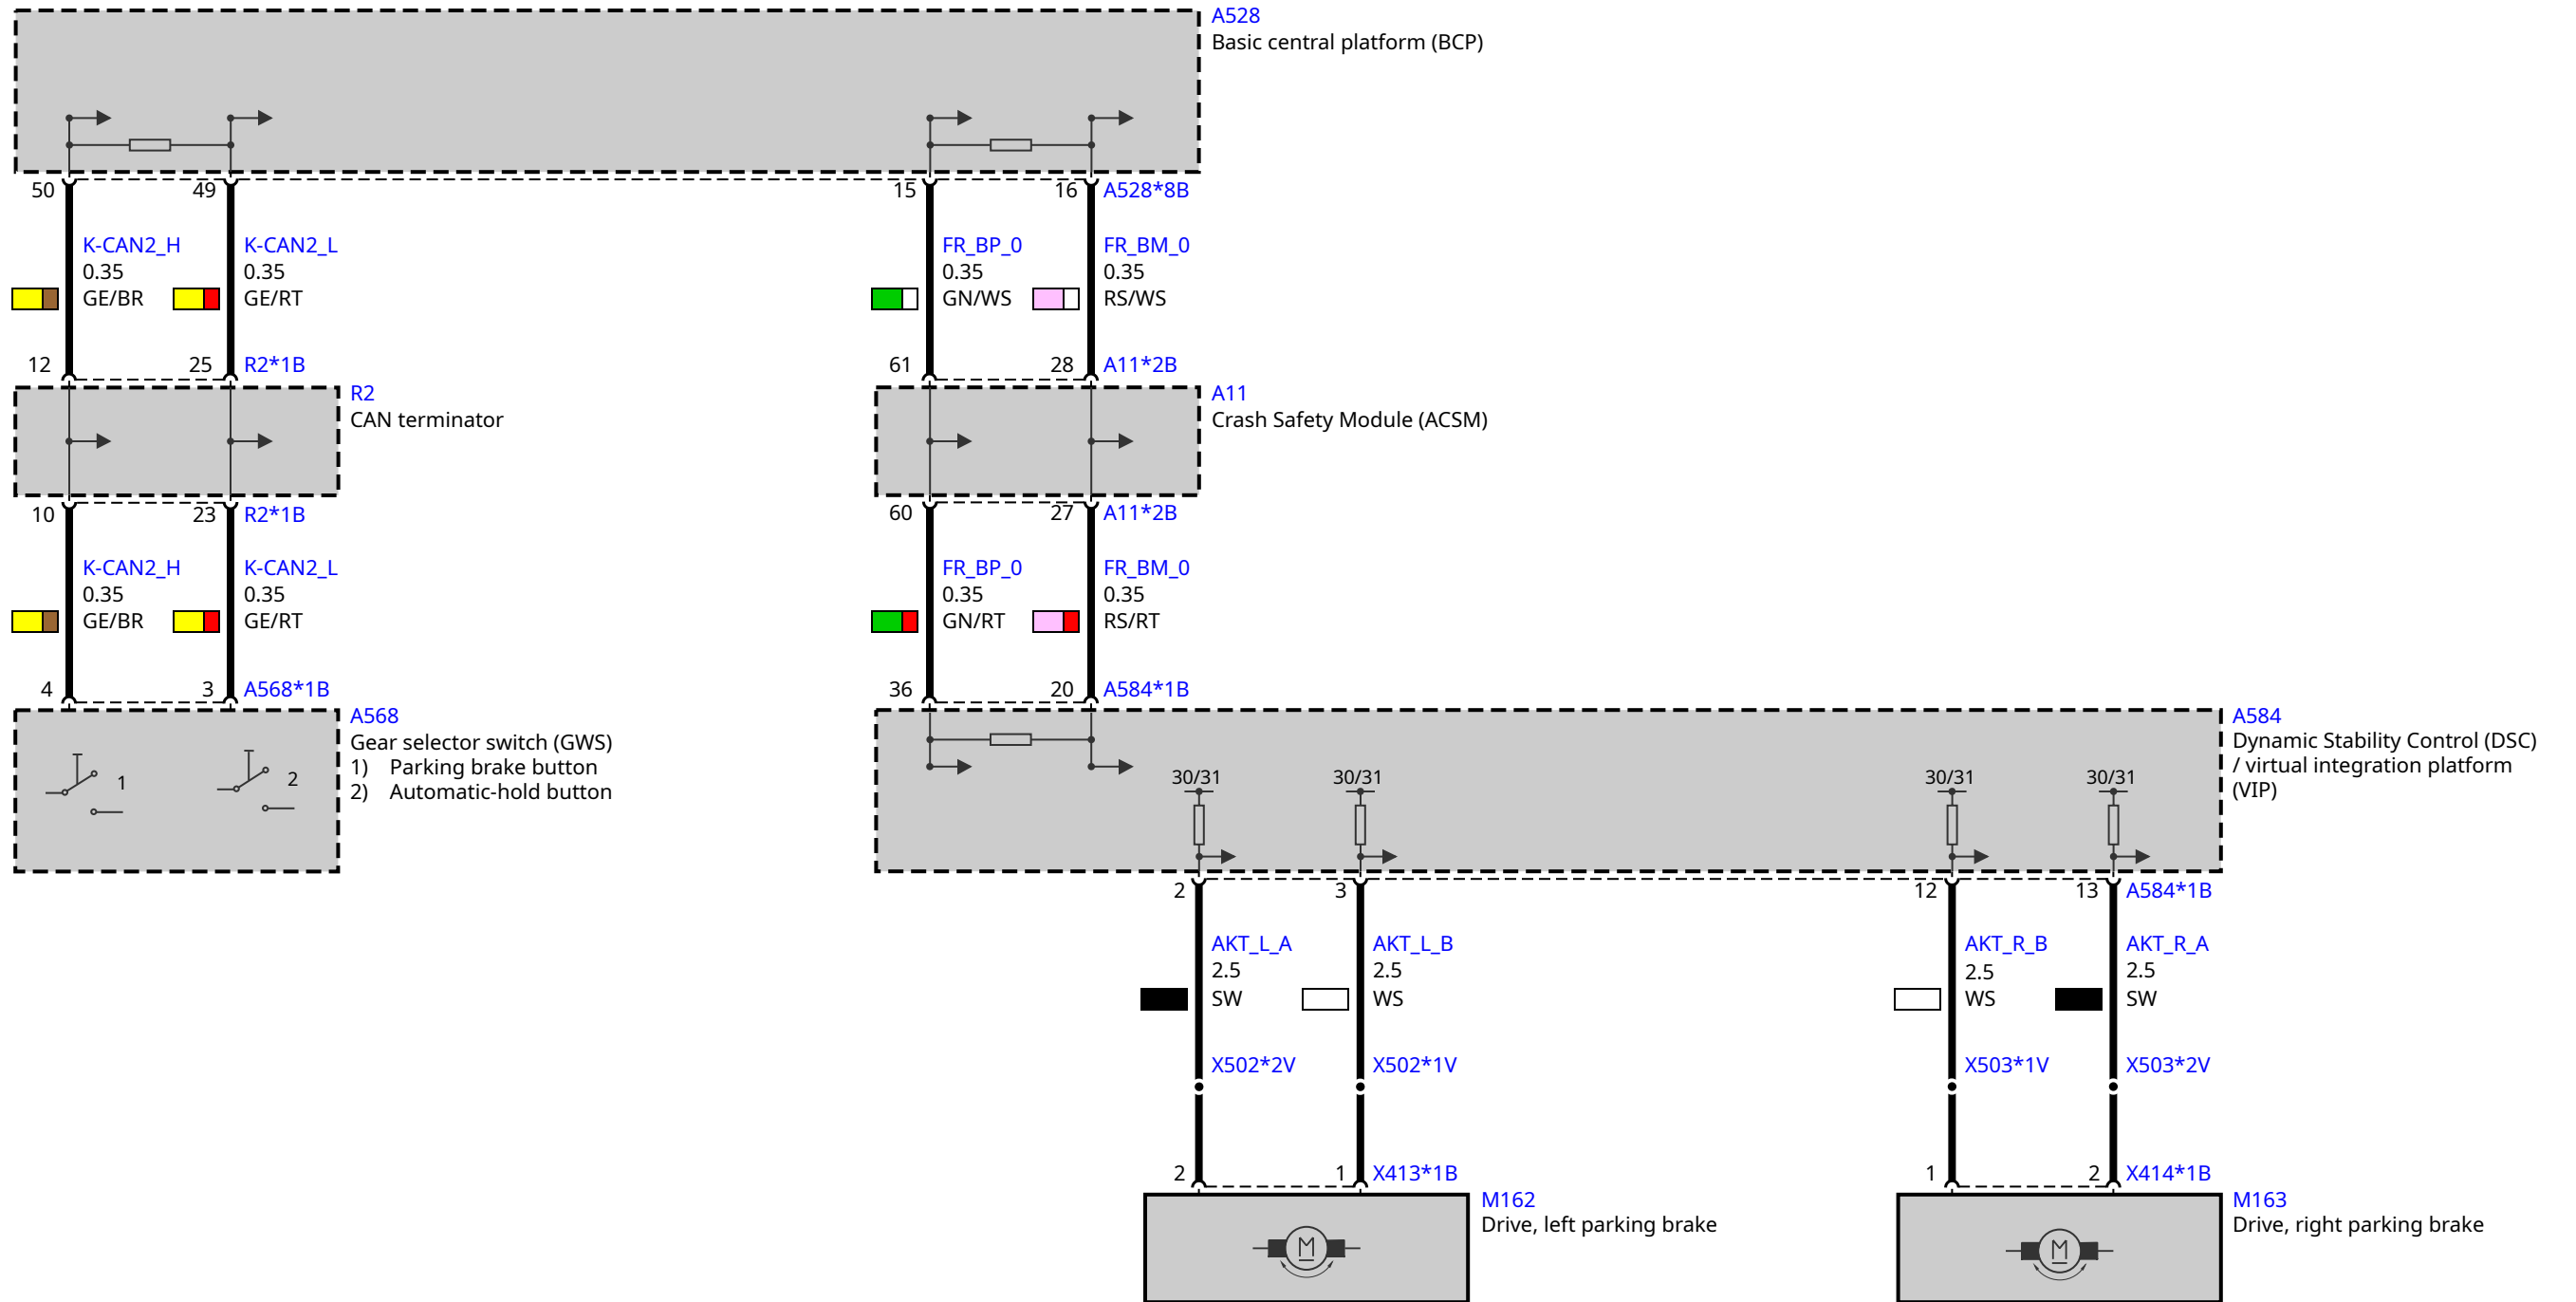 A528
Basic central platform (BCP)
50
49
15
16
A528*8B
K-CAN2_H
0.35
GE/BR
K-CAN2_L
0.35
GE/RT
FR_BP_0
0.35
GN/WS
FR_BM_0
0.35
RS/WS
12
25
R2*1B
61
28
A11*2B
R2
CAN terminator
A11
Crash Safety Module (ACSM)
10
23
R2*1B
60
27
A11*2B
K-CAN2_H
0.35
GE/BR
K-CAN2_L
0.35
GE/RT
FR_BP_0
0.35
GN/RT
FR_BM_0
0.35
RS/RT
4
3
A568*1B
36
20
A584*1B
A568
Gear selector switch (GWS)
1) Parking brake button
2) Automatic-hold button
1
2
A584
Dynamic Stability Control (DSC)
/ virtual integration platform
(VIP)
30/31
30/31
30/31
30/31
2
3
12
13
A584*1B
AKT_L_A
2.5
SW
AKT_L_B
2.5
WS
AKT_R_B
2.5
WS
AKT_R_A
2.5
SW
X502*2V
X502*1V
X503*1V
X503*2V
2
1
X413*1B
1
2
X414*1B
M162
Drive, left parking brake
M163
Drive, right parking brake
M
M